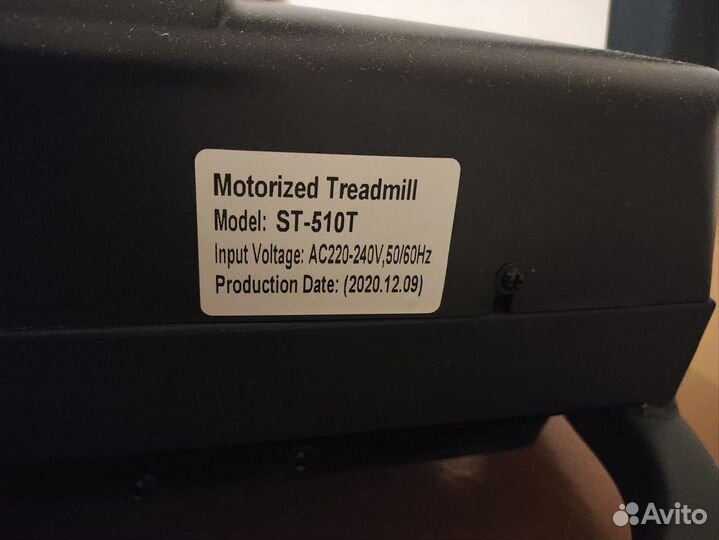 Motorized Treadmill
Model: ST-510T
Input Voltage: AC220-240V,50/60Hz
Production Date: (2020.12.09)
Avito